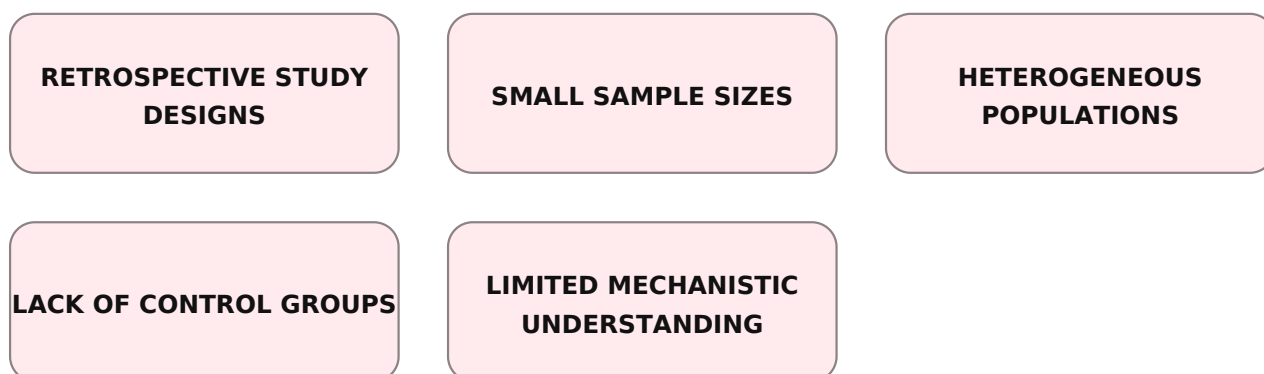 RETROSPECTIVE STUDY
DESIGNS
SMALL SAMPLE SIZES
HETEROGENEOUS
POPULATIONS
LACK OF CONTROL GROUPS
LIMITED MECHANISTIC
UNDERSTANDING